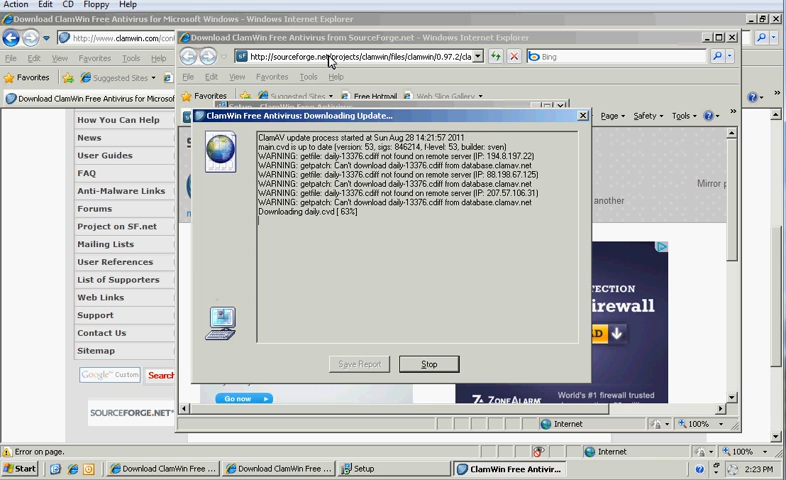 Action Edit CD Floppy Help
Download ClamWin Free Antivirus for Microsoft Windows - Windows Internet Explorer
http://www.clamwin.com/con
Download ClamWin Free Antivirus from SourceForge.net - Windows Internet Explorer
http://sourceforge.net/projects/clamwin/files/clamwin/0.97.2/cla
Bing
File Edit View Favorites Tools Help
File Edit View Favorites Tools Help
Favorites Suggested Sites
Favorites Suggested Sites Free Hotmail Web Slice Gallery
Download ClamWin Free Antivirus for Microsof
Page Safety Tools
ClamWin Free Antivirus: Downloading Update...
ClamAV update process started at Sun Aug 28 14:21:57 2011
main.cvd is up to date (version: 53, sigs: 846214, f-level: 53, builder: sven)
WARNING: getfile: daily-13376.cdiff not found on remote server (IP: 194.8.197.22)
WARNING: getpatch: Can't download daily-13376.cdiff from database.clamav.net
WARNING: getfile: daily-13376.cdiff not found on remote server (IP: 88.198.67.125)
WARNING: getpatch: Can't download daily-13376.cdiff from database.clamav.net
WARNING: getfile: daily-13376.cdiff not found on remote server (IP: 207.57.106.31)
WARNING: getpatch: Can't download daily-13376.cdiff from database.clamav.net
Downloading daily.cvd [ 63%]
Save Report Stop
How You Can Help
News
User Guides
FAQ
Anti-Malware Links
Forums
Project on SF.net
Mailing Lists
User References
List of Supporters
Web Links
Support
Contact Us
Sitemap
Google Custom Search
SOURCEFORGE.NET
Mirror p
another
TECTION
irewall
AD
World's #1 firewall trusted
ZONEALARM
Go now
Internet 100%
Error on page. Internet 100%
Start Download ClamWin Free ... Download ClamWin Free ... Setup ClamWin Free Antivir... 2:23 PM